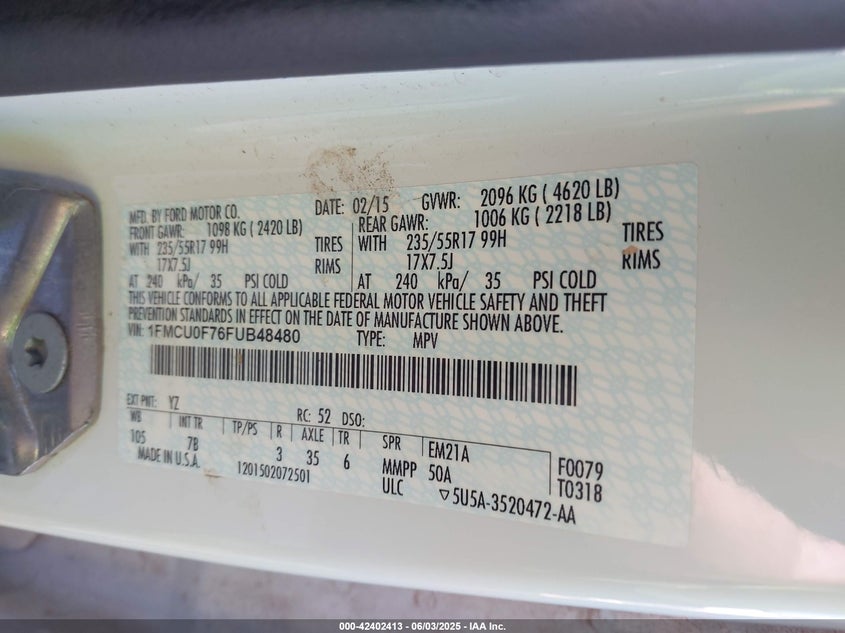 MFD. BY FORD MOTOR CO. DATE: 02/15 GVWR: 2096 KG ( 4620 LB)
FRONT GAWR: 1098 KG ( 2420 LB) REAR GAWR: 1006 KG ( 2218 LB)
WITH 235/55R17 99H TIRES WITH 235/55R17 99H TIRES
17X7.5J RIMS 17X7.5J RIMS
AT 240 kPa/ 35 PSI COLD AT 240 kPa/ 35 PSI COLD
THIS VEHICLE CONFORMS TO ALL APPLICABLE FEDERAL MOTOR VEHICLE SAFETY AND THEFT
PREVENTION STANDARDS IN EFFECT ON THE DATE OF MANUFACTURE SHOWN ABOVE.
VIN: 1FMCU0F76FUB48480 TYPE: MPV
EXT PNT: YZ RC: 52 DSO:
WB INT TR TP/PS R AXLE TR SPR EM21A F0079
105 7B 3 35 6 MMPP 50A T0318
MADE IN U.S.A. 1201502072501 ULC ▽5U5A-3520472-AA
000-42402413 - 06/03/2025 - IAA Inc.